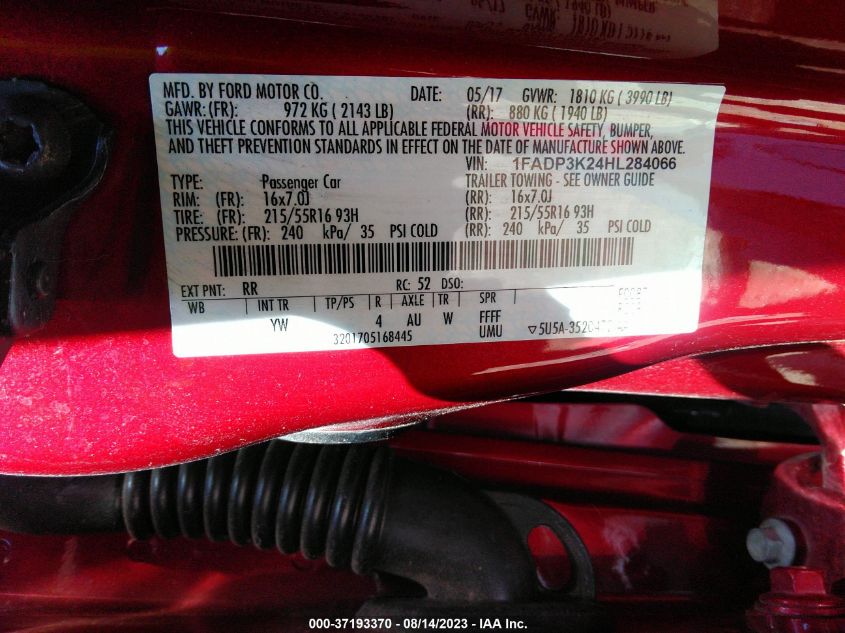 MFD. BY FORD MOTOR CO. DATE: 05/17 GVWR: 1810 KG ( 3990 LB)
GAWR:(FR): 972 KG ( 2143 LB) (RR): 880 KG ( 1940 LB)
THIS VEHICLE CONFORMS TO ALL APPLICABLE FEDERAL MOTOR VEHICLE SAFETY, BUMPER,
AND THEFT PREVENTION STANDARDS IN EFFECT ON THE DATE OF MANUFACTURE SHOWN ABOVE.
VIN: 1FADP3K24HL284066
TYPE: Passenger Car TRAILER TOWING - SEE OWNER GUIDE
RIM: (FR): 16x7.0J (RR): 16x7.0J
TIRE: (FR): 215/55R16 93H (RR): 215/55R16 93H
PRESSURE: (FR): 240 kPa/ 35 PSI COLD (RR): 240 kPa/ 35 PSI COLD
EXT PNT: RR RC: 52 DSO:
WB INT TR TP/PS R AXLE TR SPR
YW 4 AU W FFFF
UMU
3201705168445 ▽5U5A-3520472
000-37193370 - 08/14/2023 - IAA Inc.